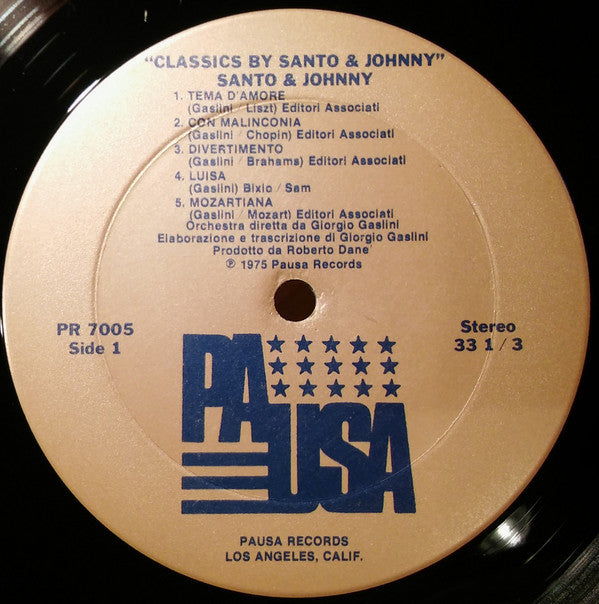 "CLASSICS BY SANTO & JOHNNY"
SANTO & JOHNNY
1. TEMA D'AMORE
(Gaslini / Liszt) Editori Associati
2. CON MALINCONIA
(Gaslini / Chopin) Editori Associati
3. DIVERTIMENTO
(Gaslini / Brahams) Editori Associati
4. LUISA
(Gaslini) Bixio / Sam
5. MOZARTIANA
(Gaslini / Mozart) Editori Associati
Orchestra diretta da Giorgio Gaslini
Elaborazione e trascrizione di Giorgio Gaslini
Prodotto da Roberto Dane'
℗ 1975 Pausa Records
PR 7005
Side 1
Stereo
33 1/3
PAUSA
PAUSA RECORDS
LOS ANGELES, CALIF.